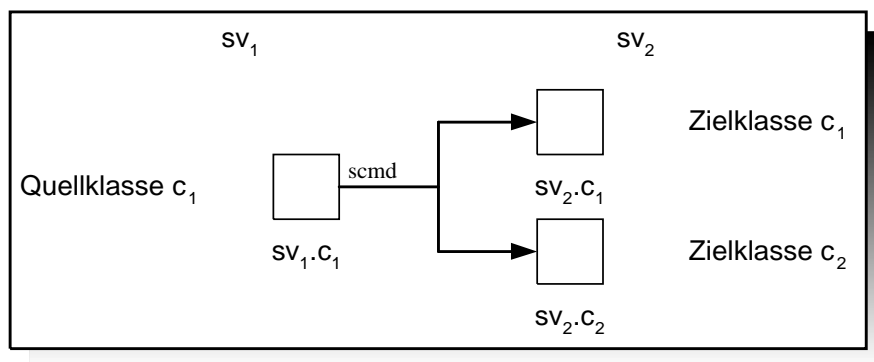 sv₁ sv₂
Zielklasse c₁
Quellklasse c₁ scmd
sv₂.c₁
sv₁.c₁ Zielklasse c₂
sv₂.c₂